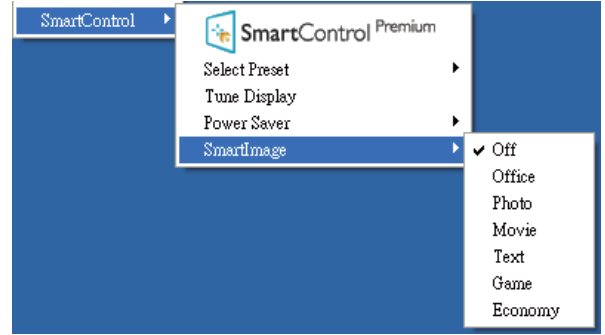 SmartControl
SmartControl Premium
Select Preset
Tune Display
Power Saver
SmartImage
Off
Office
Photo
Movie
Text
Game
Economy